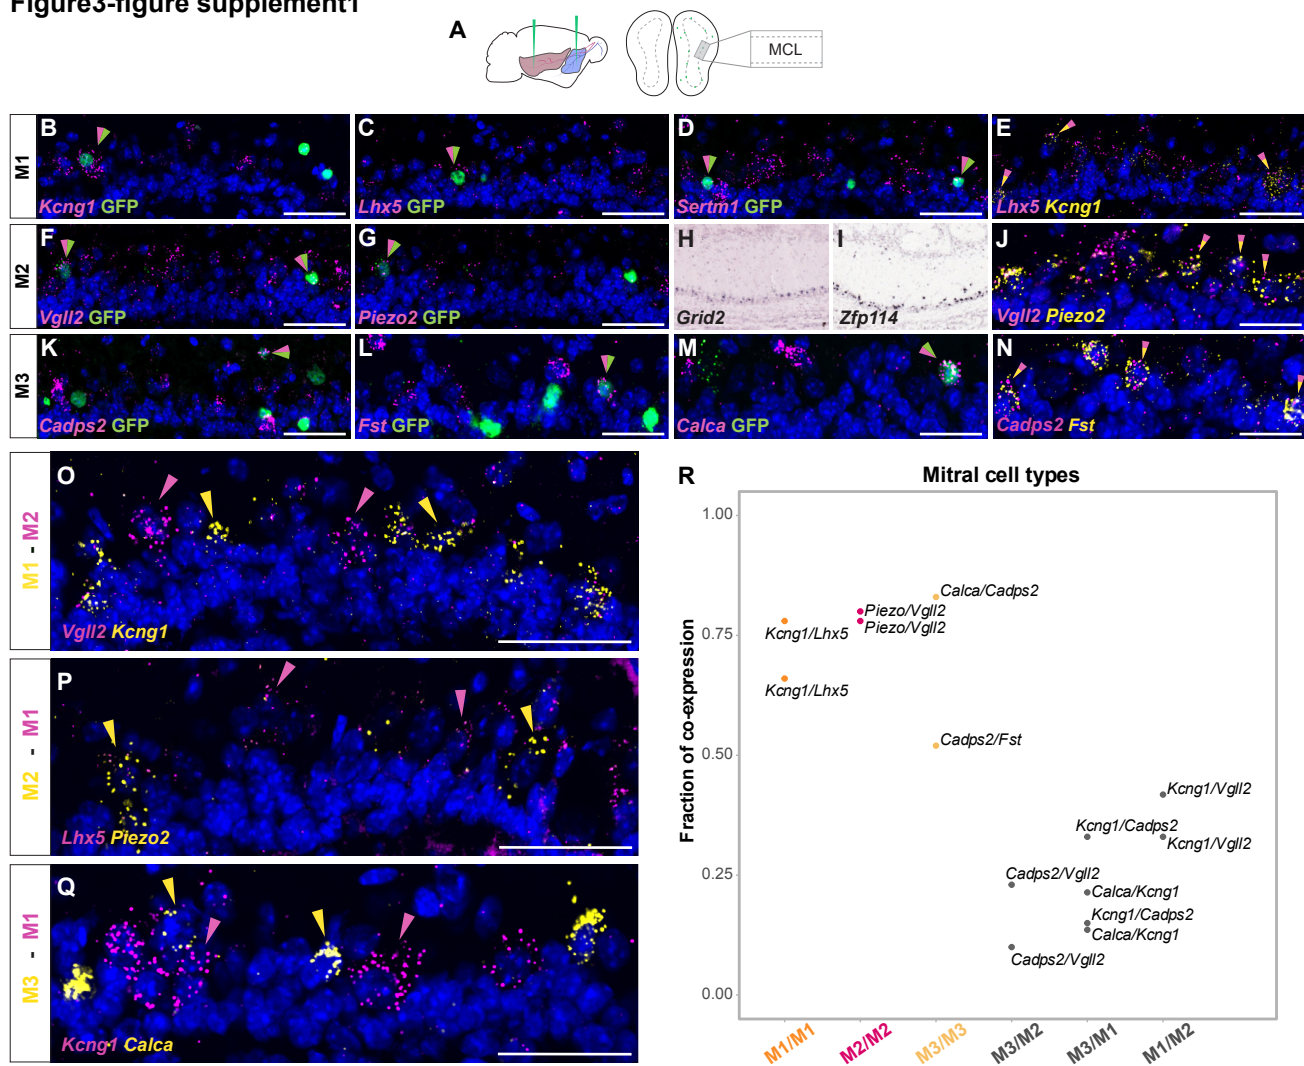 Figure3-figure supplement1
A
MCL
M1
B
Kcng1 GFP
C
Lhx5 GFP
D
Sertm1 GFP
E
Lhx5 Kcng1
M2
F
Vgll2 GFP
G
Piezo2 GFP
H
Grid2
I
Zfp114
J
Vgll2 Piezo2
M3
K
Cadps2 GFP
L
Fst GFP
M
Calca GFP
N
Cadps2 Fst
M1 - M2
O
Vgll2 Kcng1
M2 - M1
P
Lhx5 Piezo2
M3 - M1
Q
Kcng1 Calca
R
Mitral cell types
Fraction of co-expression
1.00
0.75
0.50
0.25
0.00
Calca/Cadps2
Piezo/Vgll2
Piezo/Vgll2
Kcng1/Lhx5
Kcng1/Lhx5
Cadps2/Fst
Kcng1/Vgll2
Kcng1/Cadps2
Kcng1/Vgll2
Cadps2/Vgll2
Calca/Kcng1
Kcng1/Cadps2
Calca/Kcng1
Cadps2/Vgll2
M1/M1
M2/M2
M3/M3
M3/M2
M3/M1
M1/M2